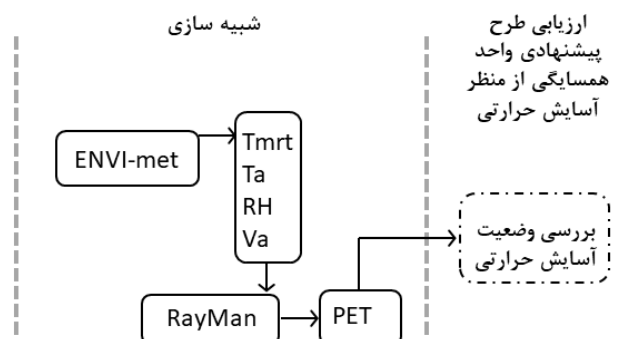 شبیه سازی
ارزیابی طرح
پیشنهادی واحد
همسایگی از منظر
آسایش حرارتی
ENVI-met
Tmrt
Ta
RH
Va
RayMan
PET
بررسی وضعیت
آسایش حرارتی